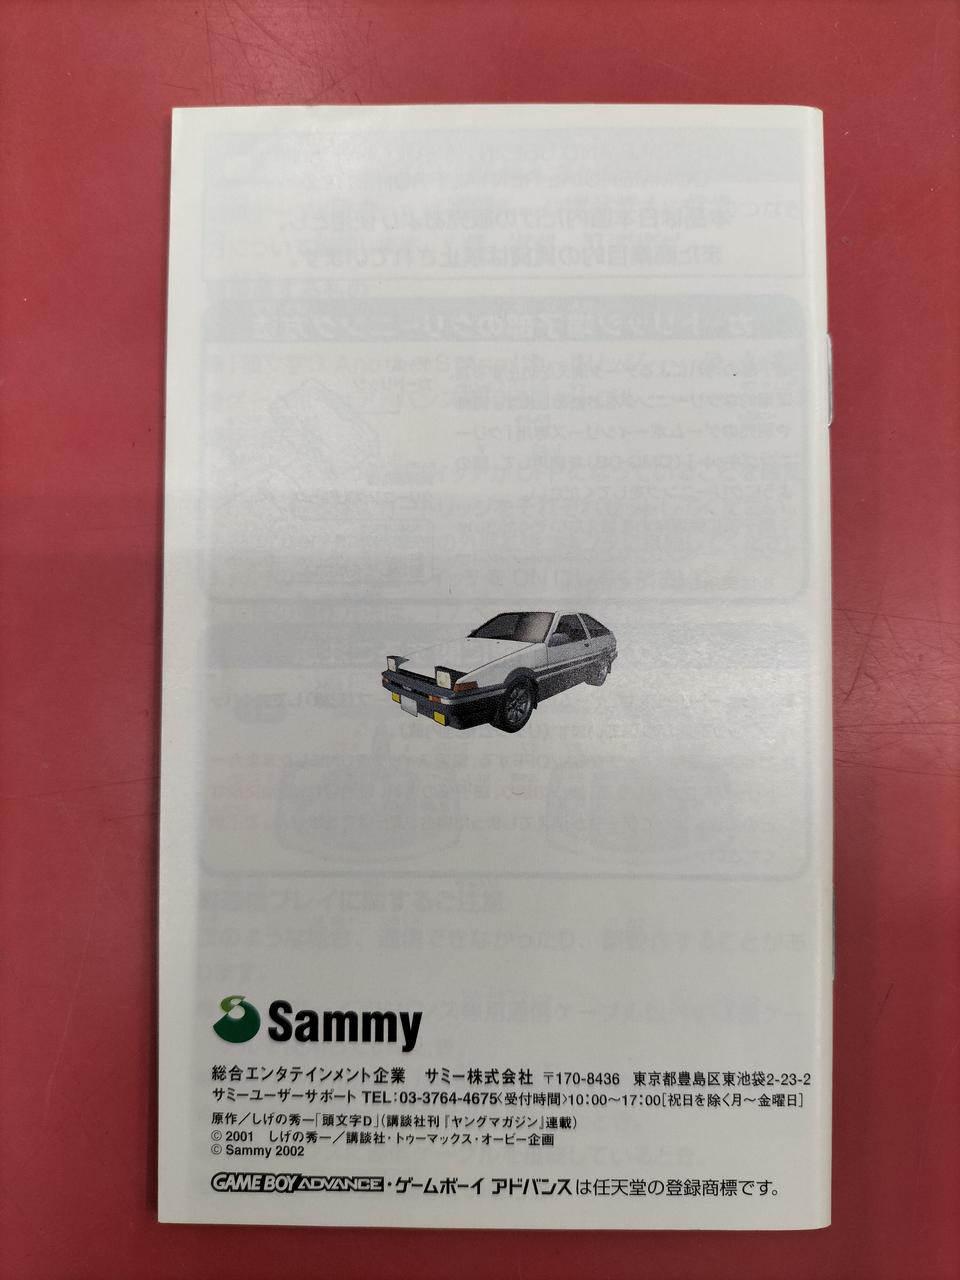 Sammy
総合エンタテインメント企業 サミー株式会社 〒170-8436 東京都豊島区東池袋2-23-2
サミーユーザーサポート TEL:03-3764-4675〈受付時間〉10:00〜17:00[祝日を除く月〜金曜日]
原作/しげの秀一「頭文字D」(講談社刊『ヤングマガジン』連載)
© 2001 しげの秀一/講談社・トゥーマックス・オービー企画
© Sammy 2002
GAME BOY ADVANCE・ゲームボーイ アドバンスは任天堂の登録商標です。